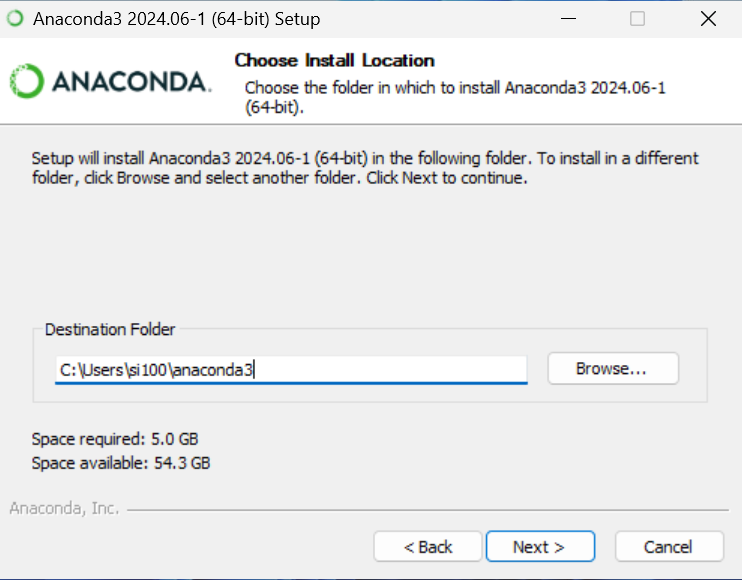 Anaconda3 2024.06-1 (64-bit) Setup
ANACONDA.
Choose Install Location
Choose the folder in which to install Anaconda3 2024.06-1
(64-bit).
Setup will install Anaconda3 2024.06-1 (64-bit) in the following folder. To install in a different
folder, click Browse and select another folder. Click Next to continue.
Destination Folder
C:\Users\si100\anaconda3
Browse...
Space required: 5.0 GB
Space available: 54.3 GB
Anaconda, Inc.
< Back
Next >
Cancel